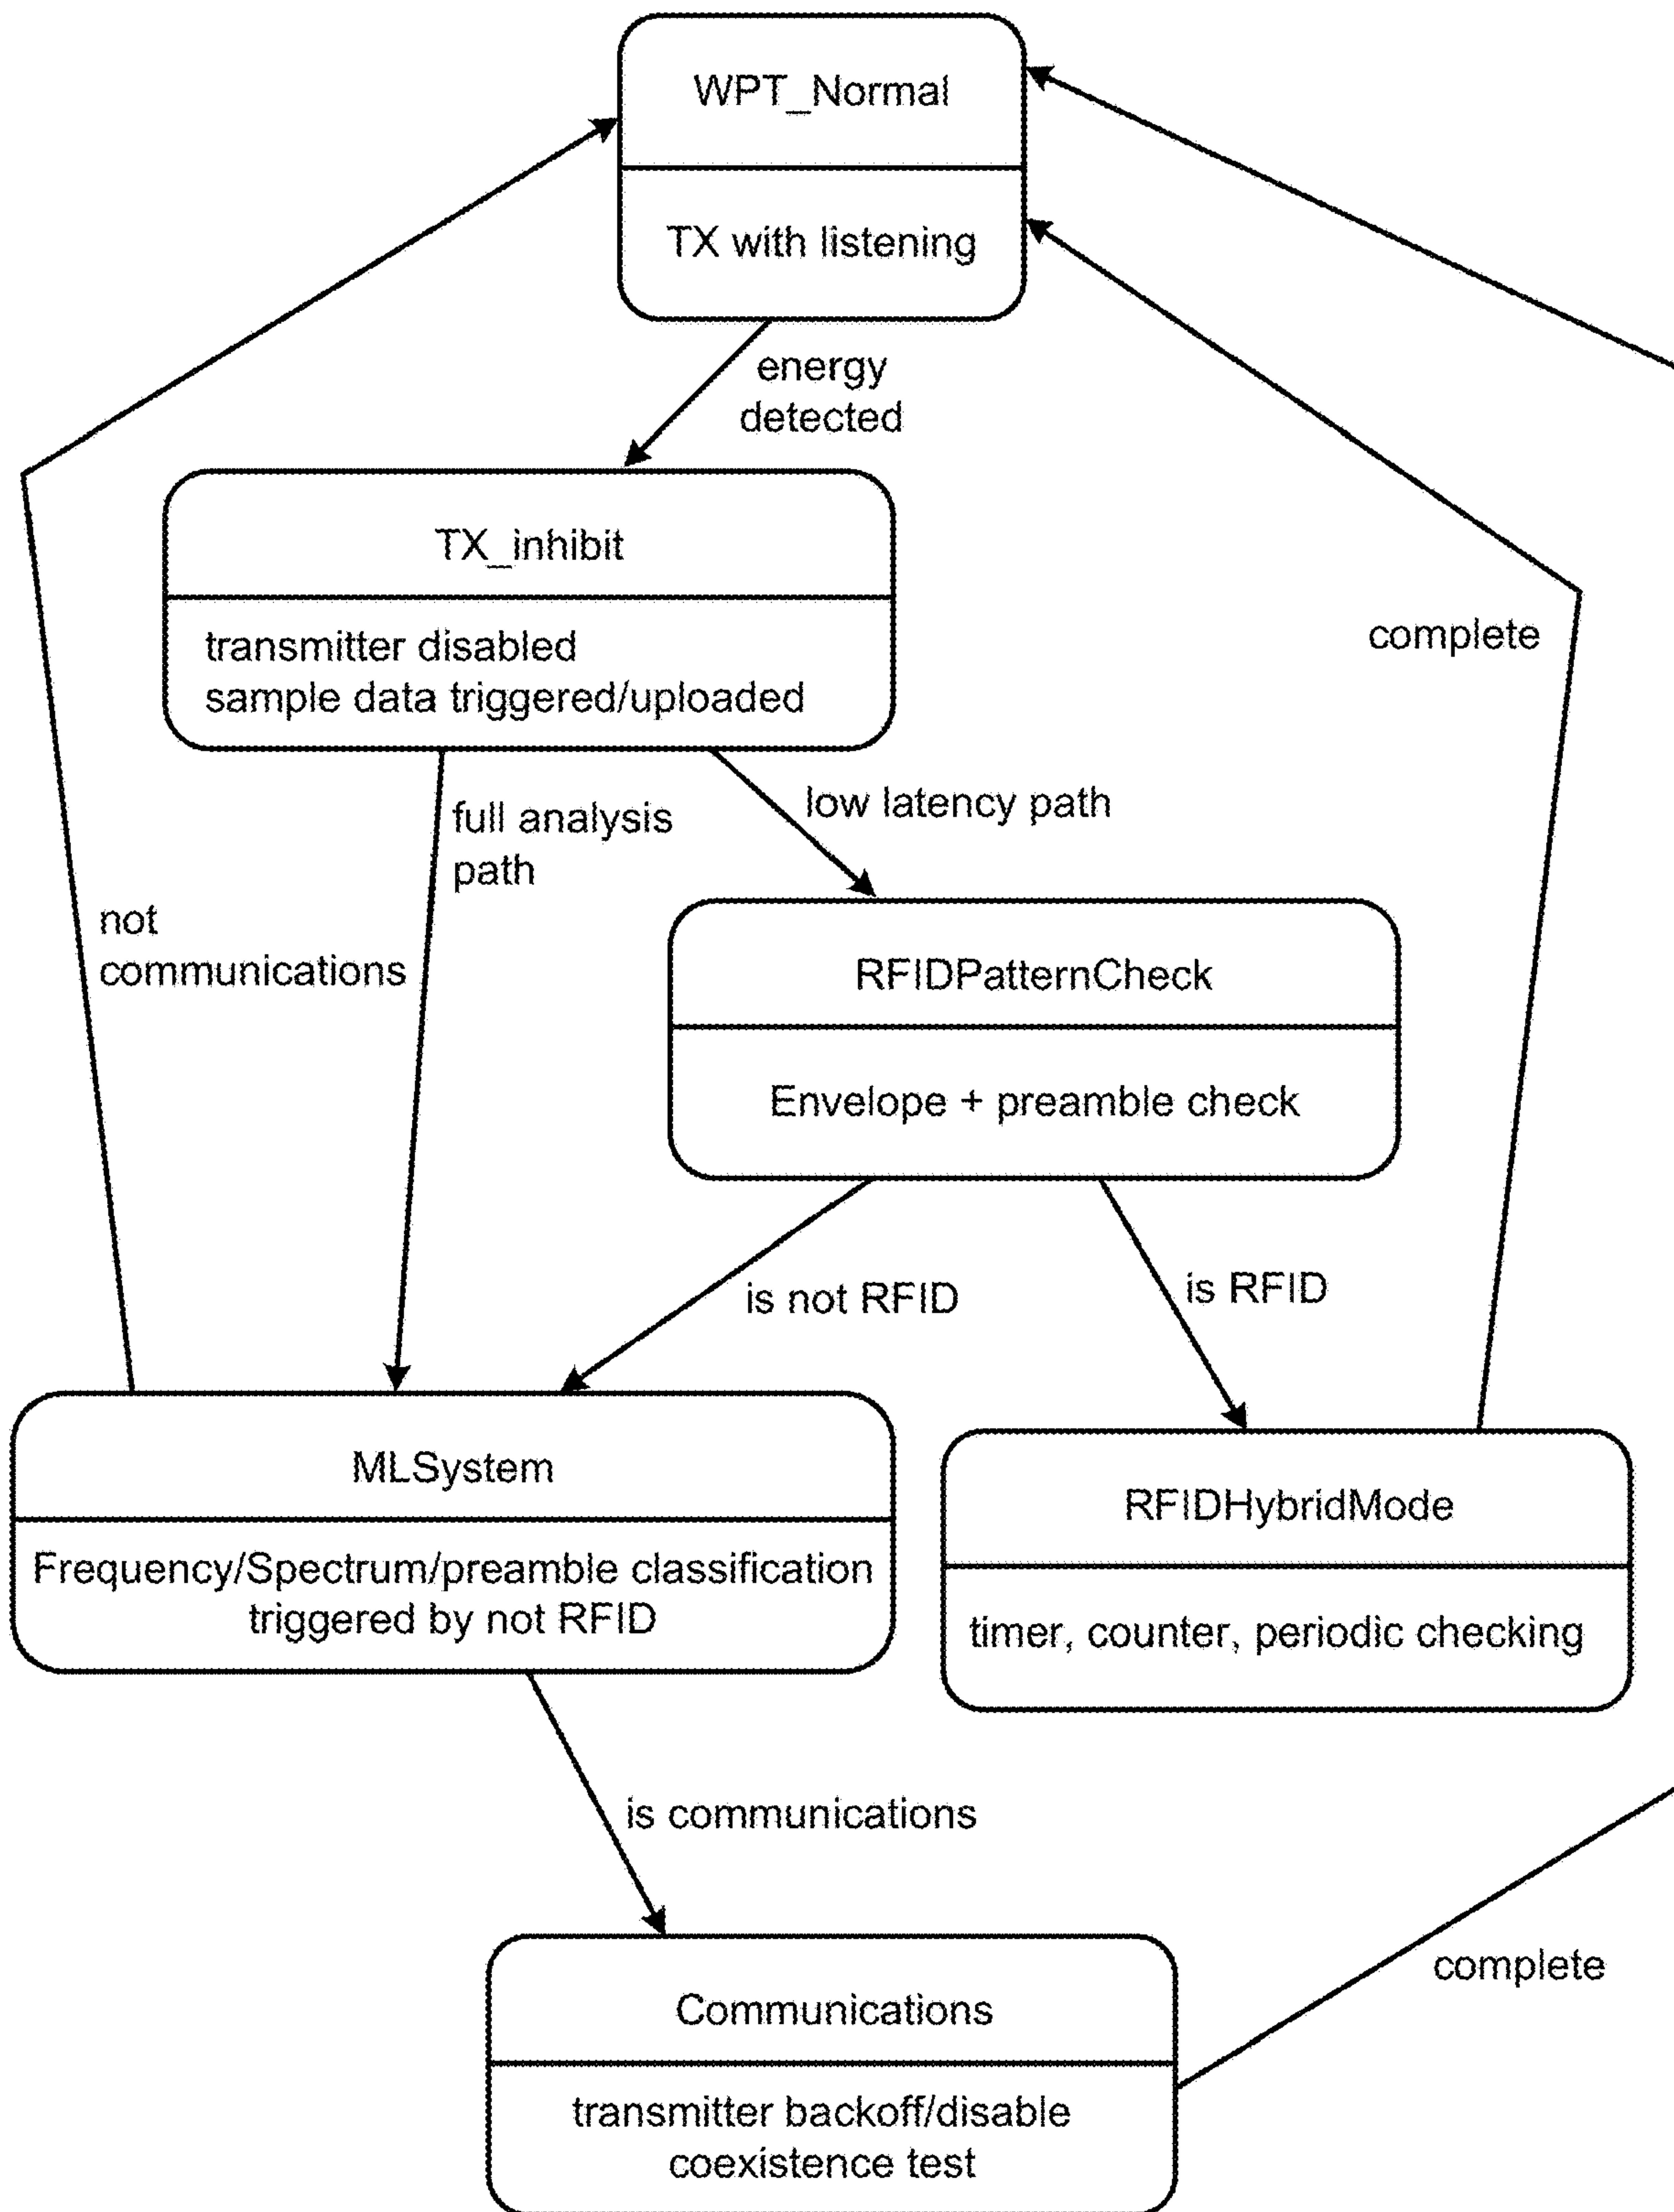 WPT_Normal
TX with listening
energy
detected
TX_inhibit
transmitter disabled
sample data triggered/uploaded
complete
full analysis
path
low latency path
not
communications
RFIDPatternCheck
Envelope + preamble check
is not RFID
is RFID
MLSystem
Frequency/Spectrum/preamble classification
triggered by not RFID
RFIDHybridMode
timer, counter, periodic checking
is communications
complete
Communications
transmitter backoff/disable
coexistence test